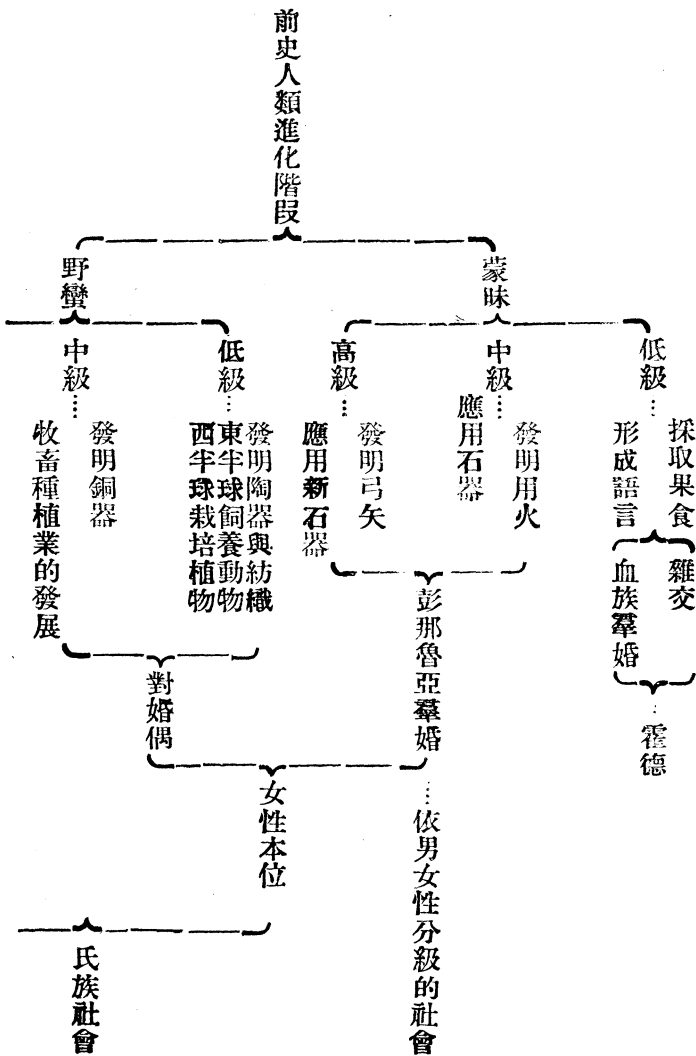 前史人類進化階段
蒙昧
低級……
採取果食
形成語言
雜交
血族羣婚
……霍德
中級……
發明用火
應用石器
高級……
發明弓矢
應用新石器
彭那魯亞羣婚
……依男女性分級的社會
野蠻
低級……
發明陶器與紡織
東半球飼養動物
西半球栽培植物
中級……
發明銅器
牧畜種植業的發展
對婚偶
女性本位
氏族社會